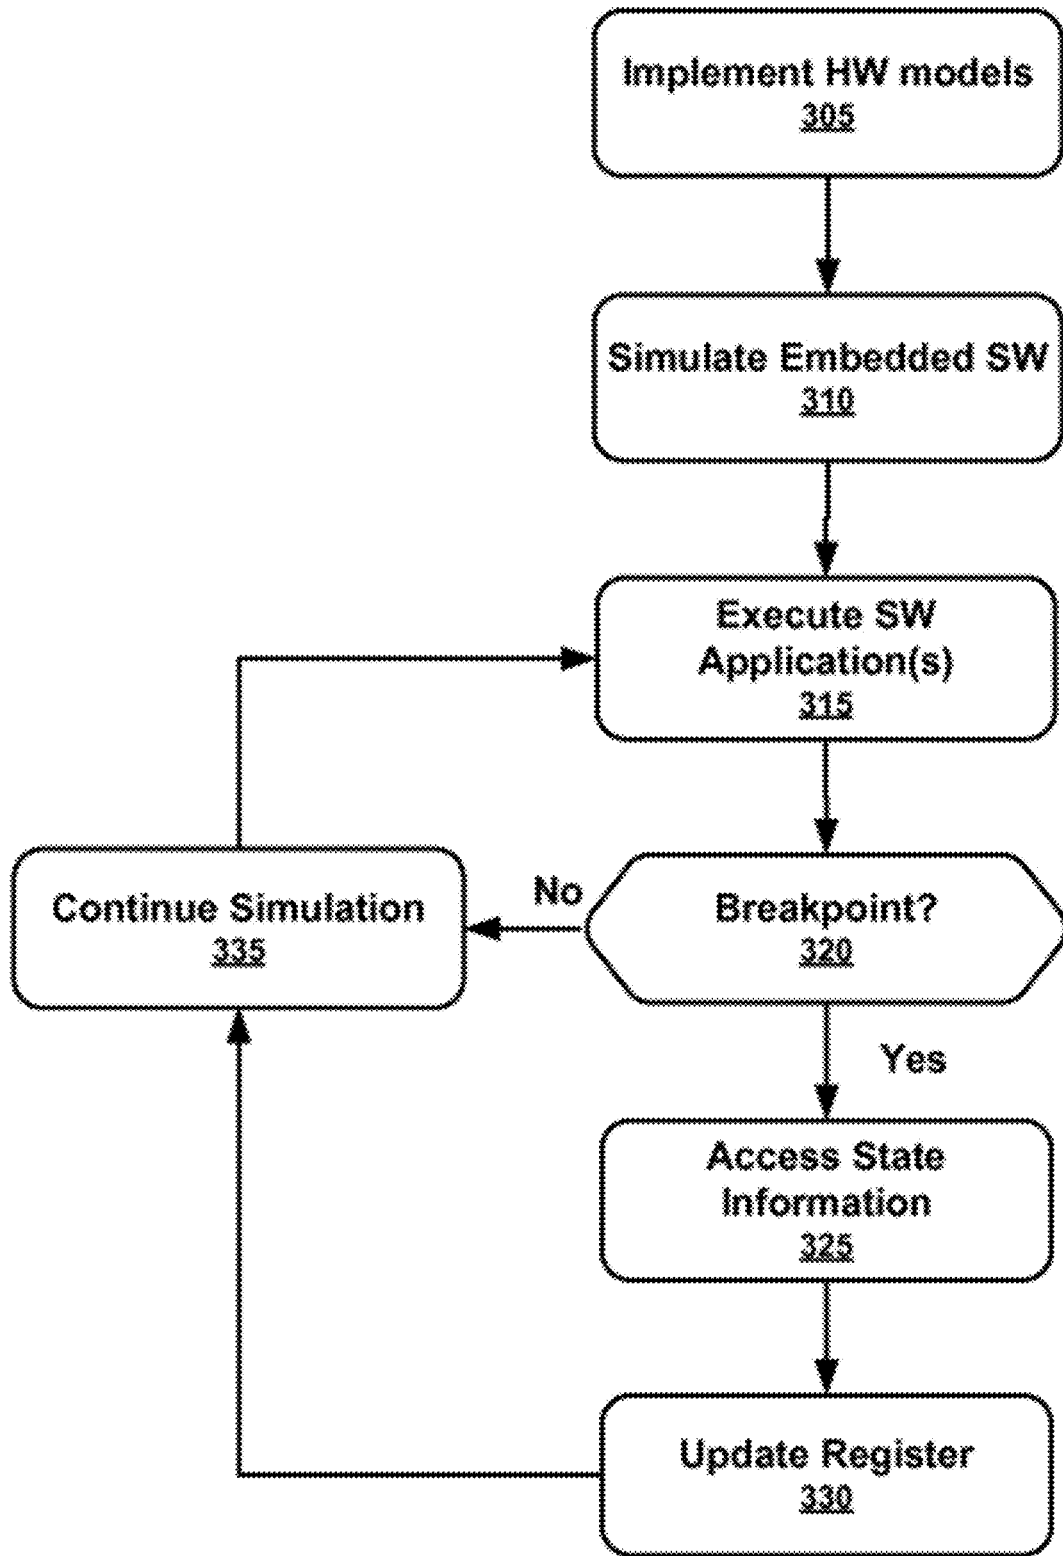 Implement HW models
305
Simulate Embedded SW
310
Execute SW
Application(s)
315
Continue Simulation
335
No
Breakpoint?
320
Yes
Access State
Information
325
Update Register
330